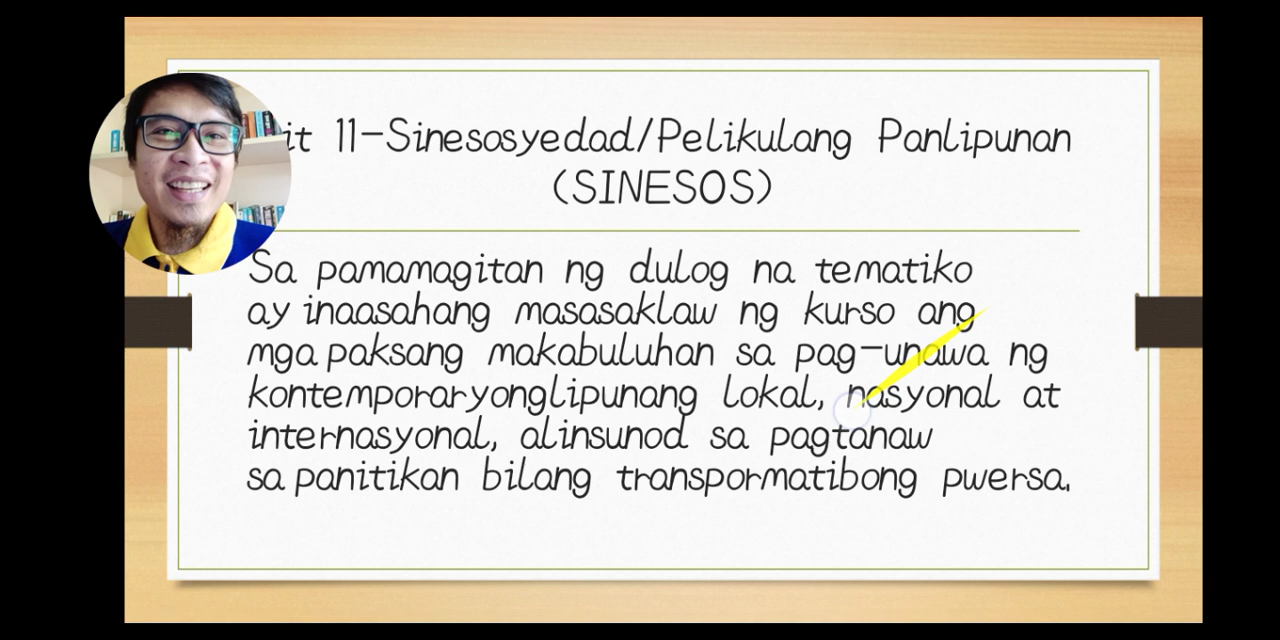 it 11-Sinesosyedad/Pelikulang Panlipunan
(SINESOS)
Sa pamamagitan ng dulog na tematiko
ay inaasahang masasaklaw ng kurso ang
mga paksang makabuluhan sa pag-unawa ng
kontemporaryonglipunang lokal, nasyonal at
internasyonal, alinsunod sa pagtanaw
sa panitikan bilang transpormatibong pwersa.